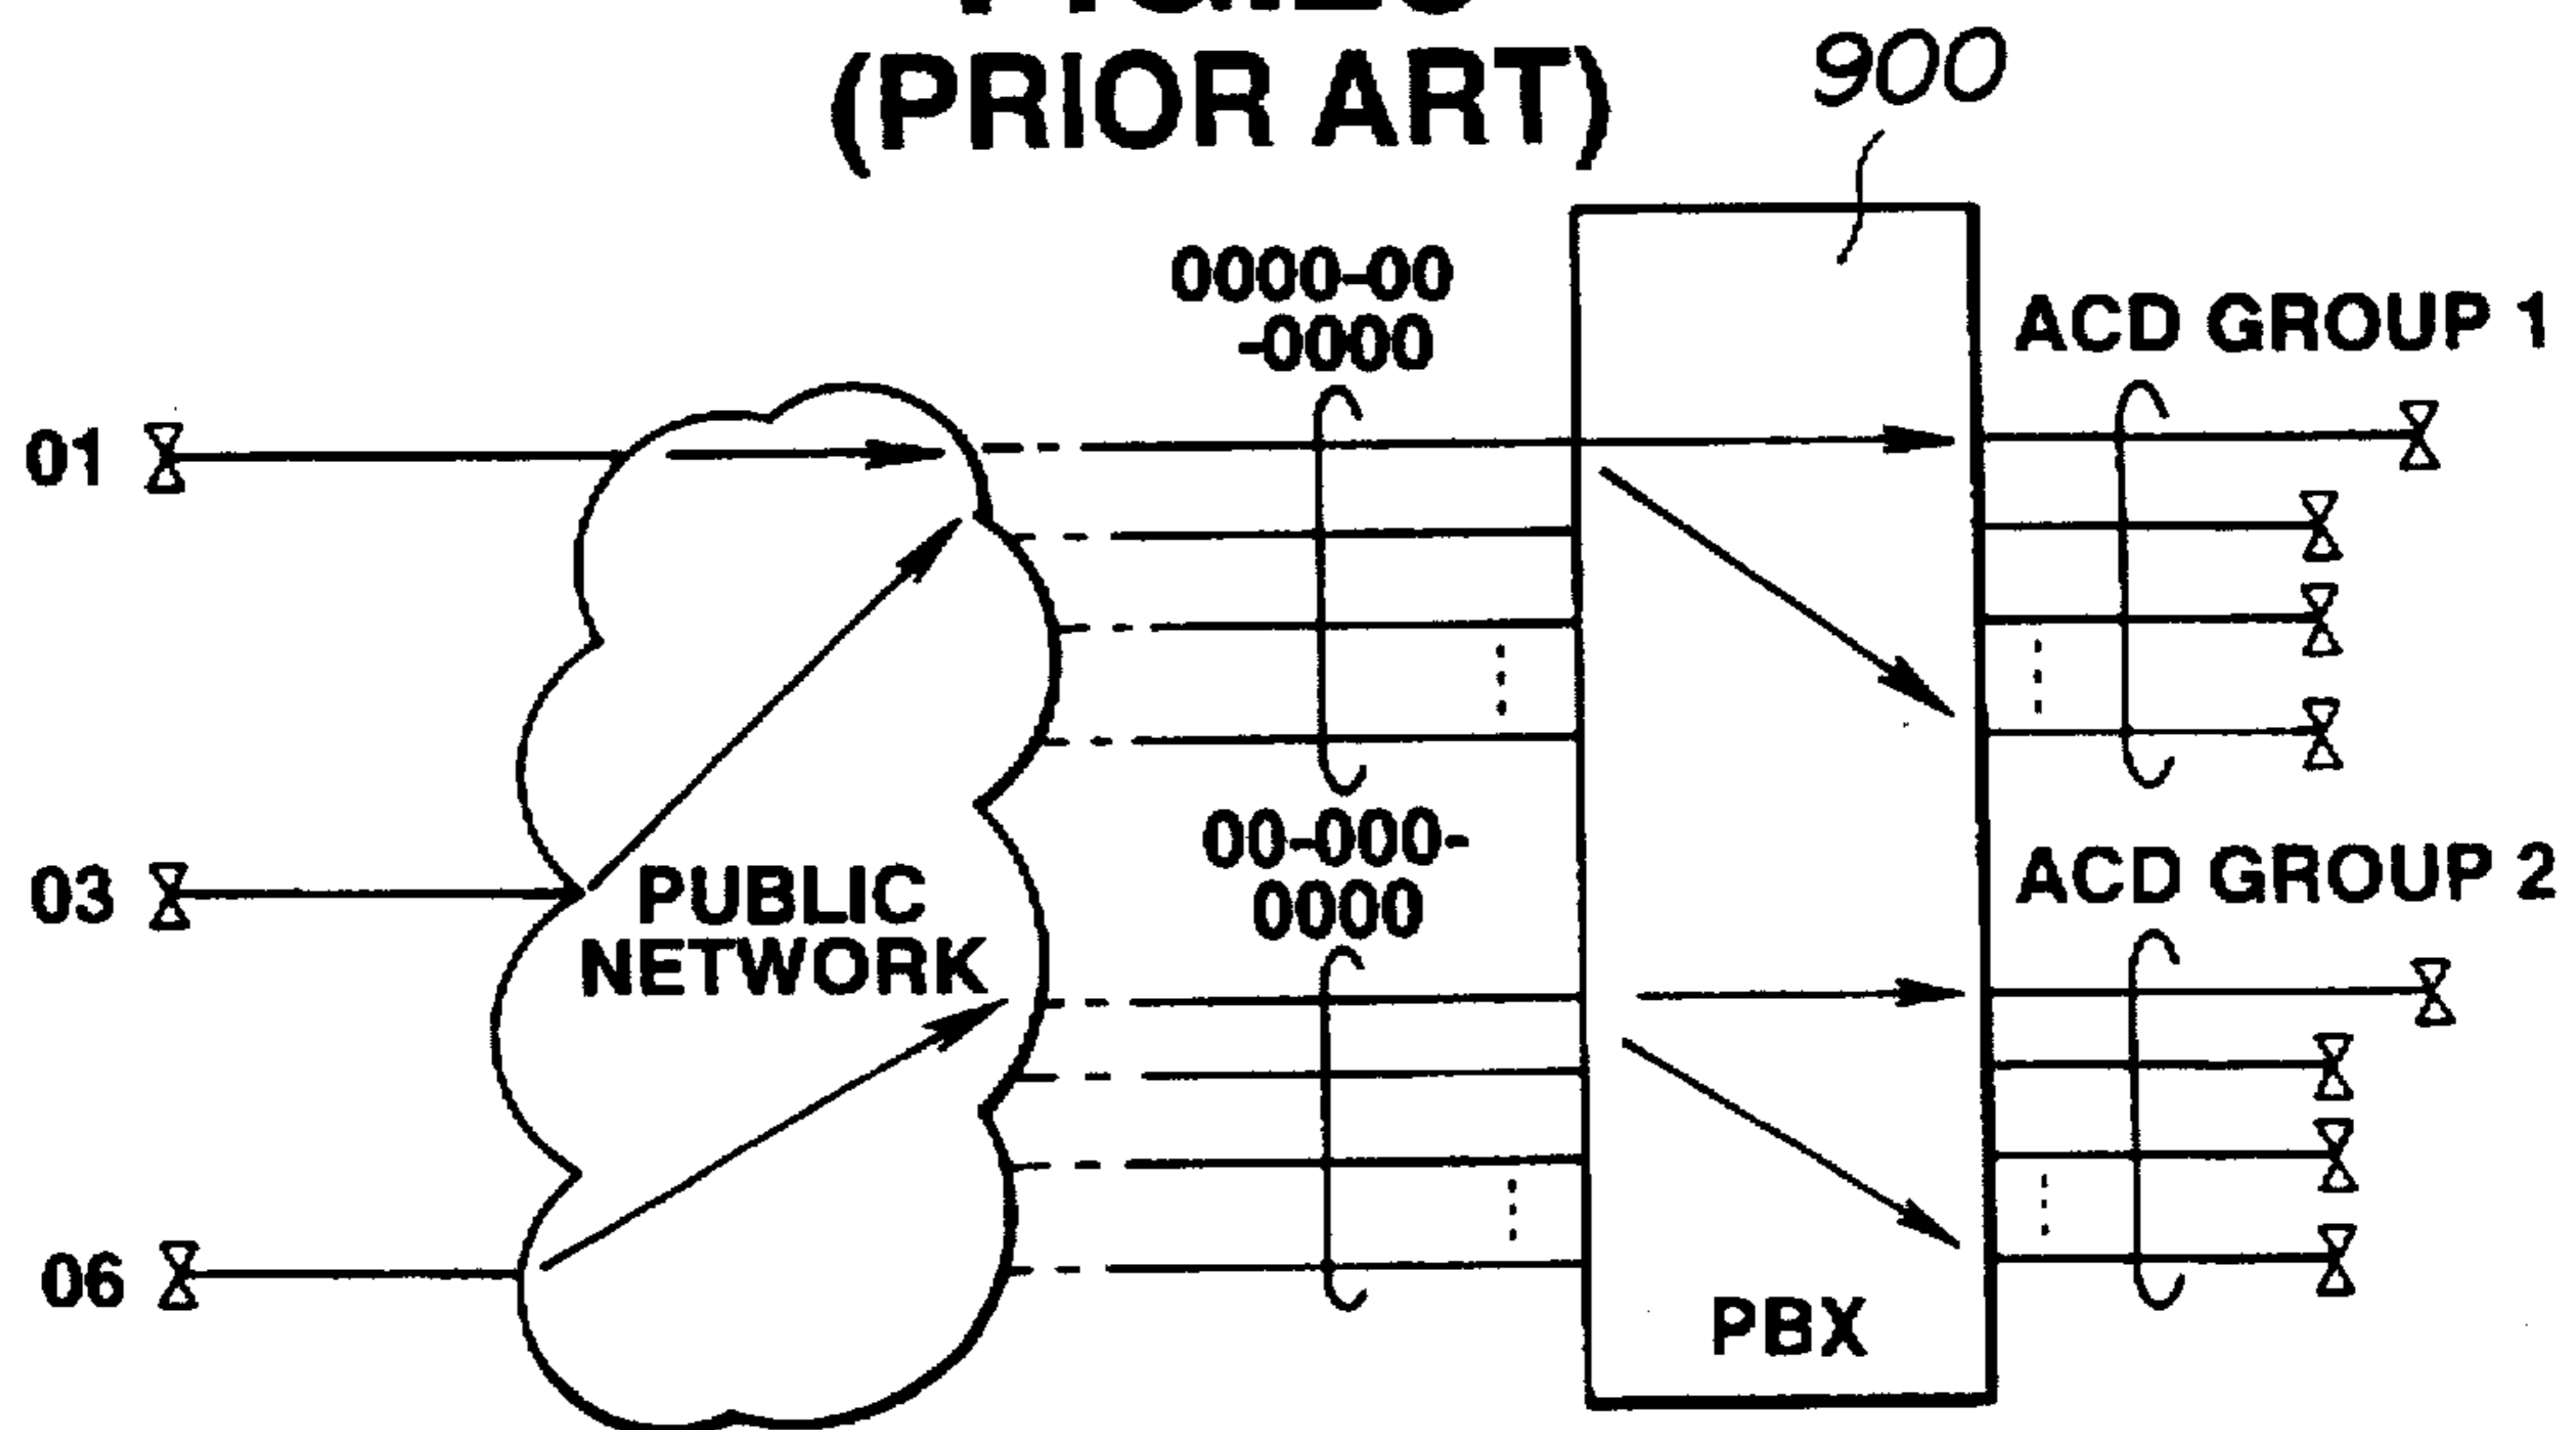 (PRIOR ART)
900
0000-00
-0000
ACD GROUP 1
01
03
PUBLIC
NETWORK
00-000-
0000
ACD GROUP 2
06
PBX